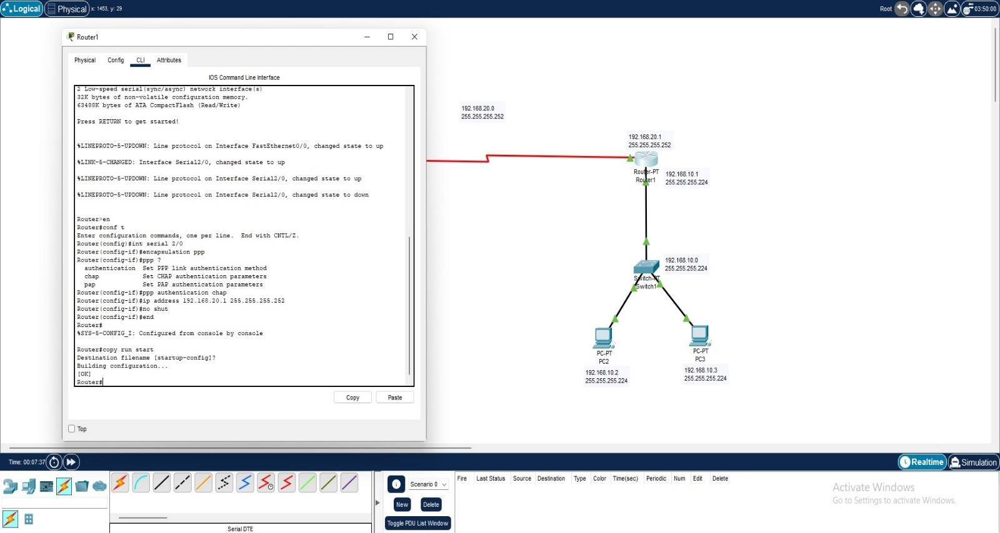 Logical
Physical
x: 1453, y: 29
Root
03:50:00
Router1
Physical
Config
CLI
Attributes
IOS Command Line Interface
2 Low-speed serial(sync/async) network interface(s)
32K bytes of non-volatile configuration memory.
63488K bytes of ATA CompactFlash (Read/Write)
Press RETURN to get started!
%LINEPROTO-5-UPDOWN: Line protocol on Interface FastEthernet0/0, changed state to up
%LINK-5-CHANGED: Interface Serial2/0, changed state to up
%LINEPROTO-5-UPDOWN: Line protocol on Interface Serial2/0, changed state to up
%LINEPROTO-5-UPDOWN: Line protocol on Interface Serial2/0, changed state to down
Router>en
Router#conf t
Enter configuration commands, one per line.  End with CNTL/Z.
Router(config)#int serial 2/0
Router(config-if)#encapsulation ppp
Router(config-if)#ppp ?
authentication  Set PPP link authentication method
chap            Set CHAP authentication parameters
pap             Set PAP authentication parameters
Router(config-if)#ppp authentication chap
Router(config-if)#ip address 192.168.20.1 255.255.255.252
Router(config-if)#no shut
Router(config-if)#end
Router#
%SYS-5-CONFIG_I: Configured from console by console
Router#copy run start
Destination filename [startup-config]?
Building configuration...
[OK]
Router#
Copy
Paste
Top
192.168.20.0
255.255.255.252
192.168.20.1
255.255.255.252
Router-PT
Router1
192.168.10.1
255.255.255.224
192.168.10.0
255.255.255.224
Switch-PT
Switch1
PC-PT
PC2
192.168.10.2
255.255.255.224
PC-PT
PC3
192.168.10.3
255.255.255.224
Time: 00:07:37
Realtime
Simulation
Scenario 0
New
Delete
Toggle PDU List Window
Fire
Last Status
Source
Destination
Type
Color
Time(sec)
Periodic
Num
Edit
Delete
Serial DTE
Activate Windows
Go to Settings to activate Windows.